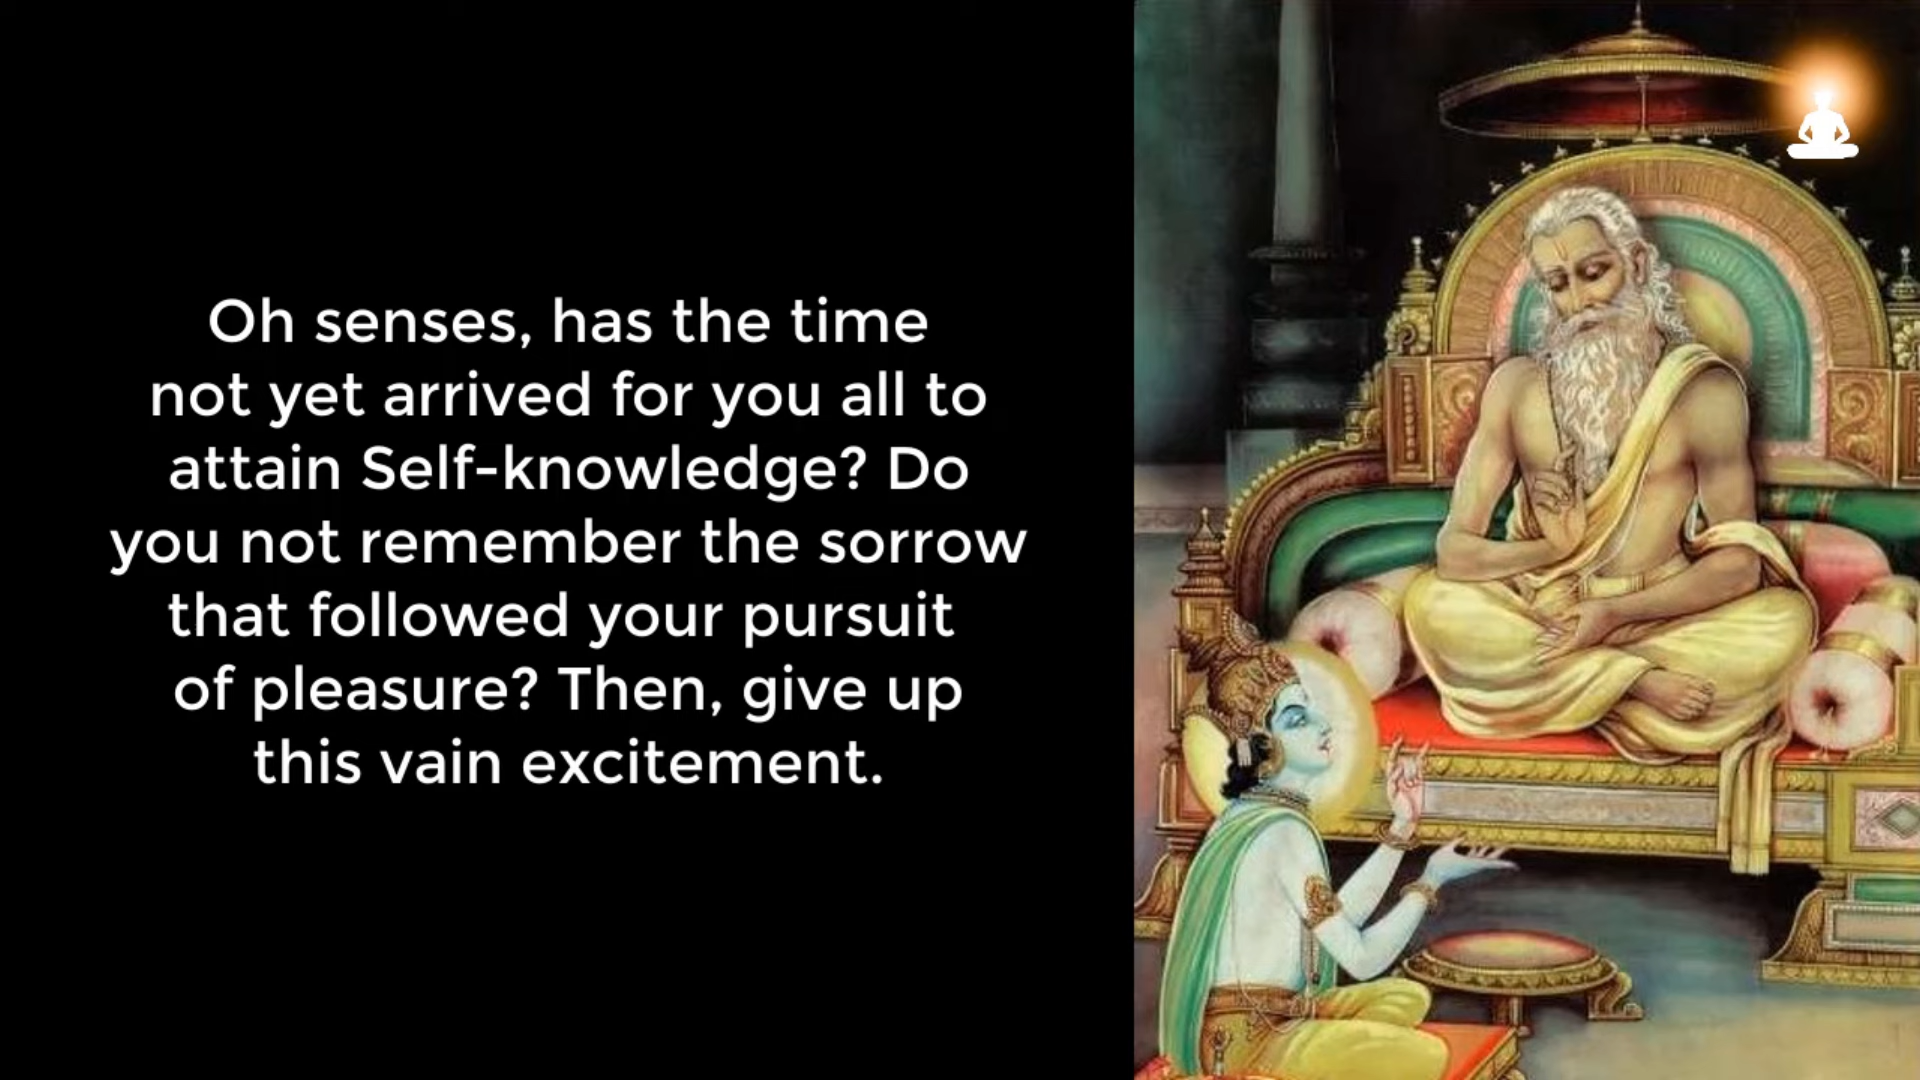 Oh senses, has the time
not yet arrived for you all to
attain Self-knowledge? Do
you not remember the sorrow
that followed your pursuit
of pleasure? Then, give up
this vain excitement.